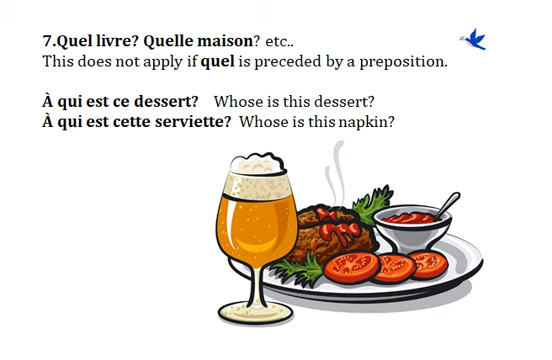 7.Quel livre? Quelle maison? etc..
This does not apply if quel is preceded by a preposition.
À qui est ce dessert? Whose is this dessert?
À qui est cette serviette? Whose is this napkin?